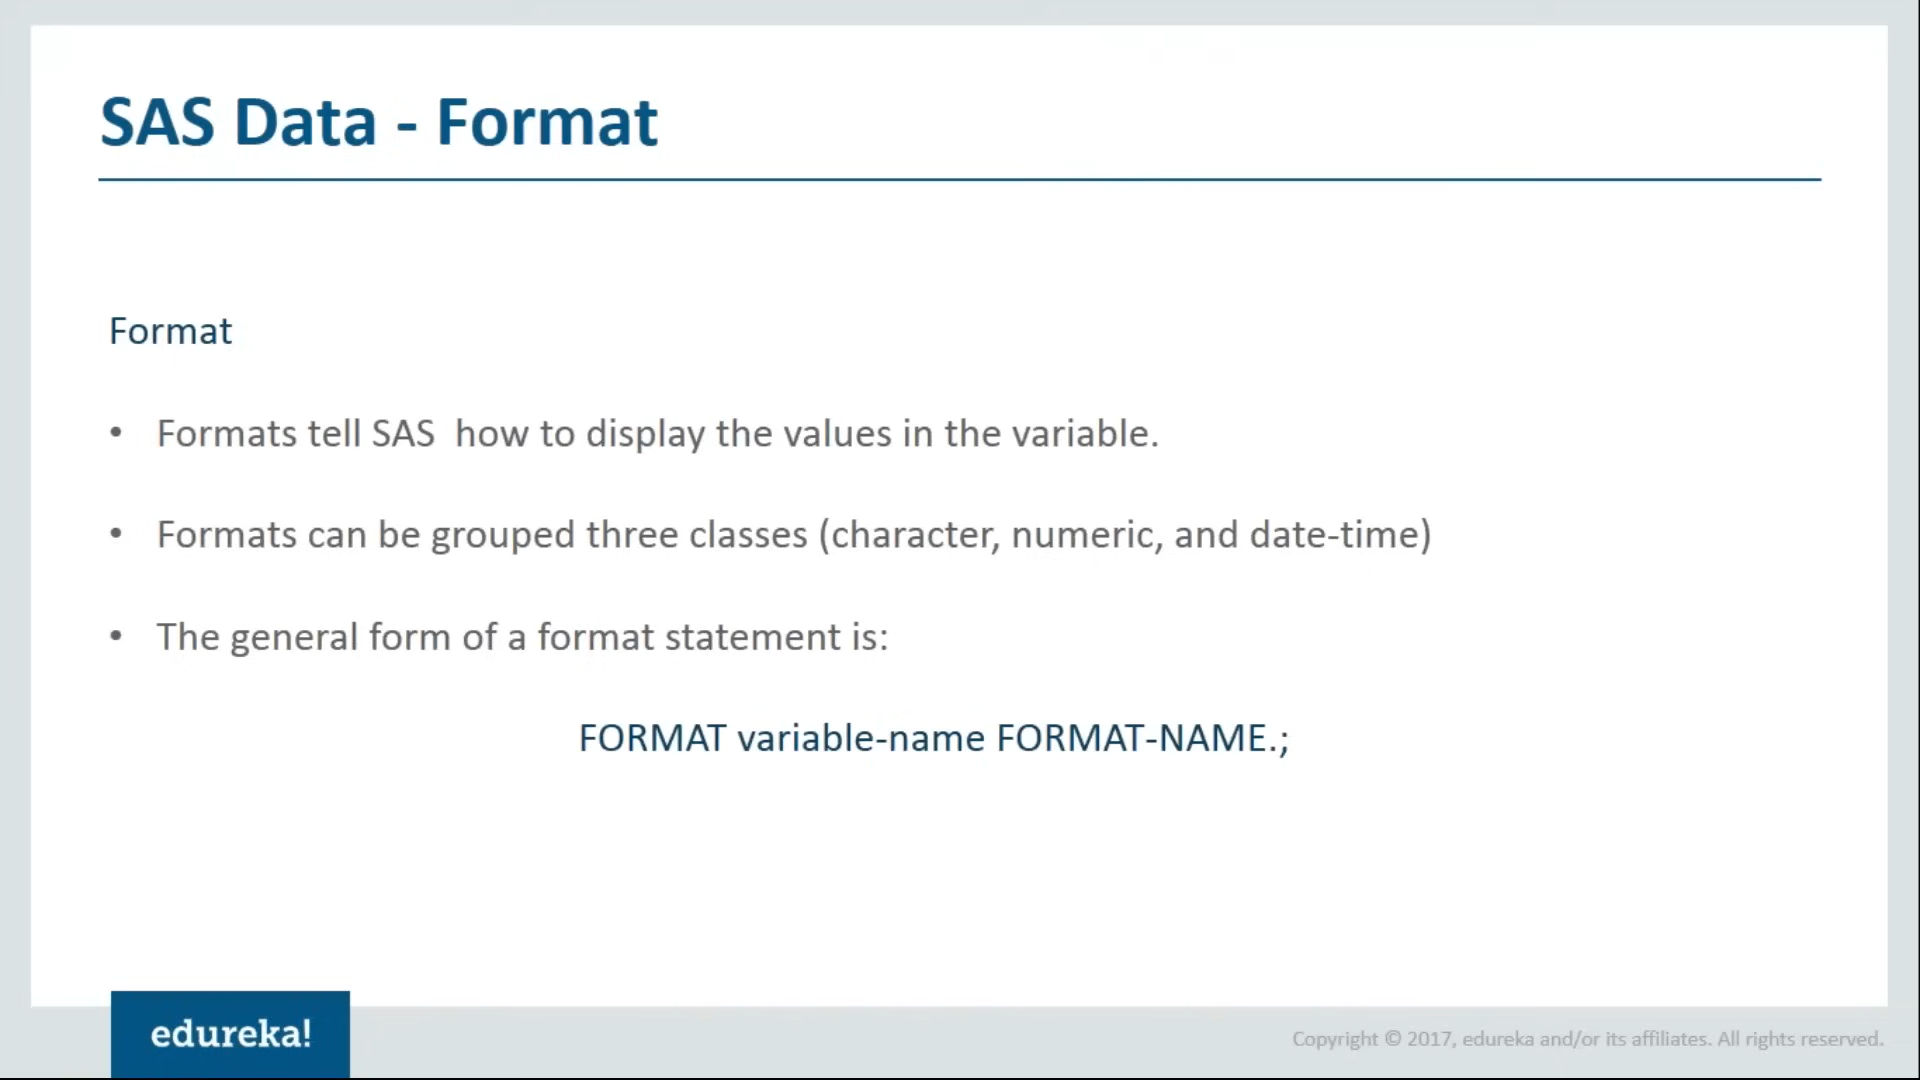 SAS Data - Format
Format
• Formats tell SAS  how to display the values in the variable.
• Formats can be grouped three classes (character, numeric, and date-time)
• The general form of a format statement is:
FORMAT variable-name FORMAT-NAME.;
edureka!
Copyright © 2017, edureka and/or its affiliates. All rights reserved.